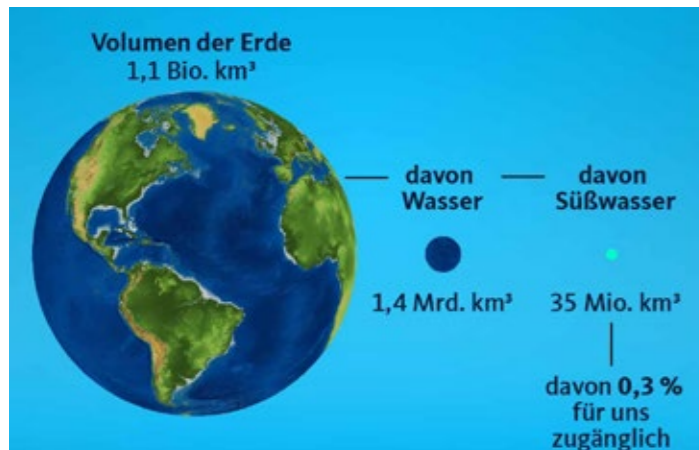 Volumen der Erde
1,1 Bio. km³
davon
Wasser
1,4 Mrd. km³
davon
Süßwasser
35 Mio. km³
davon 0,3 %
für uns
zugänglich